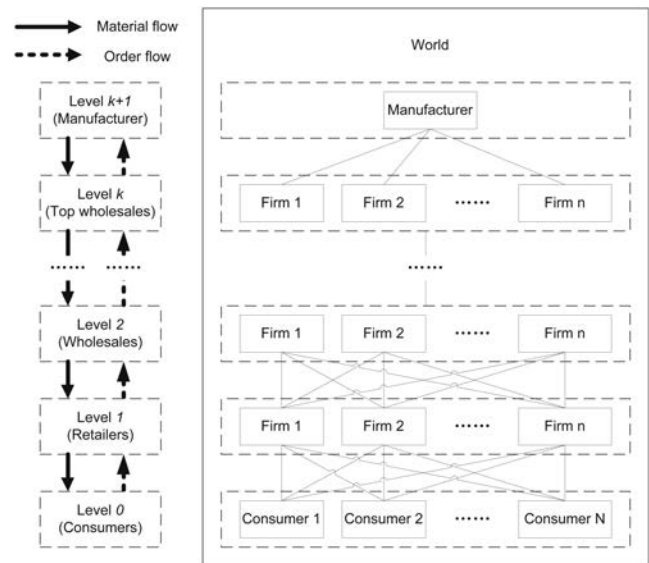 Material flow
Order flow
Level k+1
(Manufacturer)
Level k
(Top wholesales)
...... ......
Level 2
(Wholesales)
Level 1
(Retailers)
Level 0
(Consumers)
World
Manufacturer
Firm 1 Firm 2 ...... Firm n
......
Firm 1 Firm 2 ...... Firm n
Firm 1 Firm 2 ...... Firm n
Consumer 1 Consumer 2 ...... Consumer N